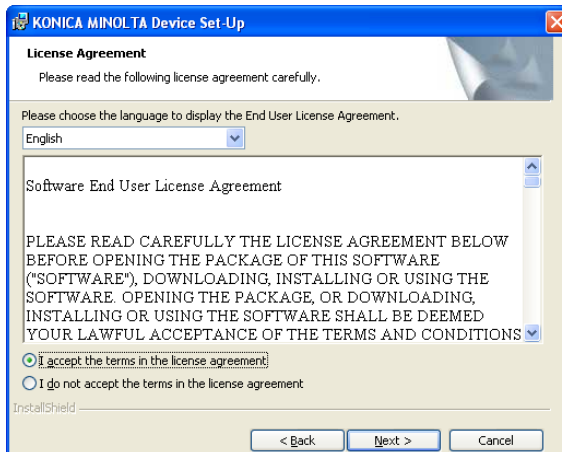 KONICA MINOLTA Device Set-Up
License Agreement
Please read the following license agreement carefully.
Please choose the language to display the End User License Agreement.
English
Software End User License Agreement
PLEASE READ CAREFULLY THE LICENSE AGREEMENT BELOW
BEFORE OPENING THE PACKAGE OF THIS SOFTWARE
("SOFTWARE"), DOWNLOADING, INSTALLING OR USING THE
SOFTWARE. OPENING THE PACKAGE, OR DOWNLOADING,
INSTALLING OR USING THE SOFTWARE SHALL BE DEEMED
YOUR LAWFUL ACCEPTANCE OF THE TERMS AND CONDITIONS
I accept the terms in the license agreement
I do not accept the terms in the license agreement
InstallShield
< Back Next > Cancel